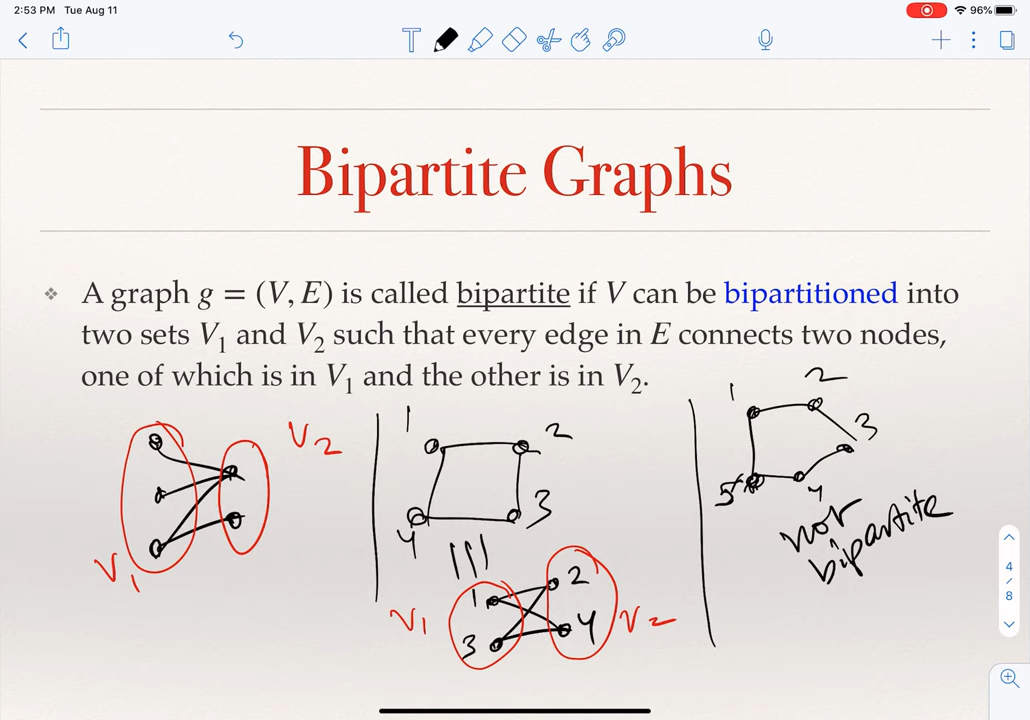 2:53 PM Tue Aug 11
96%
T
Bipartite Graphs
❖ A graph g = (V, E) is called bipartite if V can be bipartitioned into
two sets V₁ and V₂ such that every edge in E connects two nodes,
one of which is in V₁ and the other is in V₂.
V₁
V₂
1 2
4 3
|||
V₁
1 2
3 4
V₂
1 2
3
5 4
not
bipartite
4
/
8